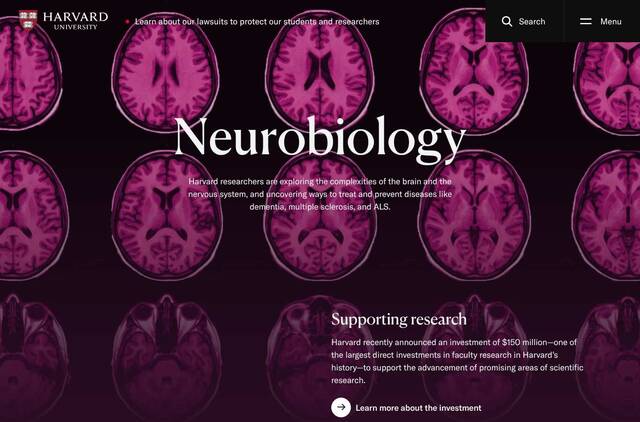 HARVARD
UNIVERSITY
Learn about our lawsuits to protect our students and researchers
Search
Menu
Neurobiology
Harvard researchers are exploring the complexities of the brain and the
nervous system, and uncovering ways to treat and prevent diseases like
dementia, multiple sclerosis, and ALS.
Supporting research
Harvard recently announced an investment of $150 million—one of
the largest direct investments in faculty research in Harvard's
history—to support the advancement of promising areas of scientific
research.
Learn more about the investment